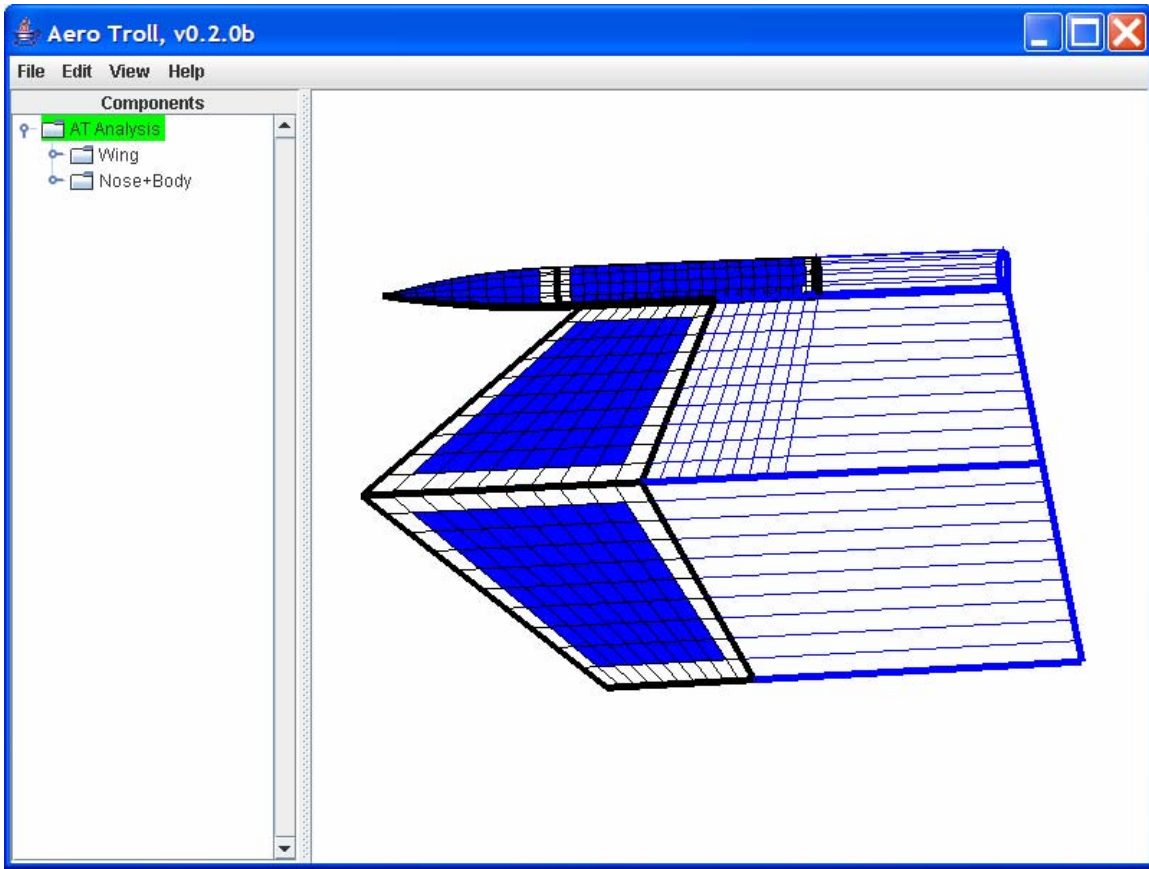 Aero Troll, v0.2.0b
File Edit View Help
Components
AT Analysis
Wing
Nose+Body